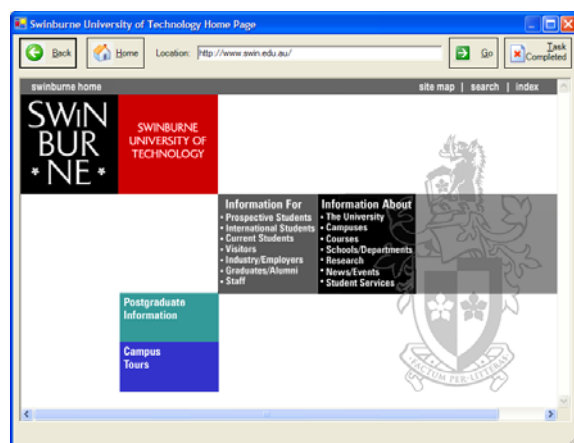 Swinburne University of Technology Home Page
Back Home Location: http://www.swin.edu.au/ Go Task Completed
swinburne home site map | search | index
SWiN
BUR
* NE *
SWINBURNE
UNIVERSITY OF
TECHNOLOGY
Information For
• Prospective Students
• International Students
• Current Students
• Visitors
• Industry/Employers
• Graduates/Alumni
• Staff
Information About
• The University
• Campuses
• Courses
• Schools/Departments
• Research
• News/Events
• Student Services
Postgraduate
Information
Campus
Tours
FACTUM PER·LITTERAS